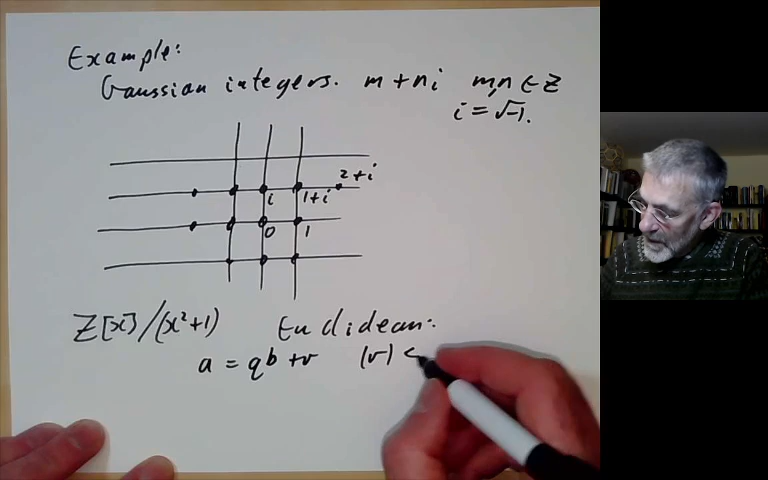 Example:
Gaussian integers. m+ni m,n ∈ Z
i = √-1.
2+i
i 1+i
0 1
Z[x]/(x²+1) Euclidean:
a = qb +r |r| <